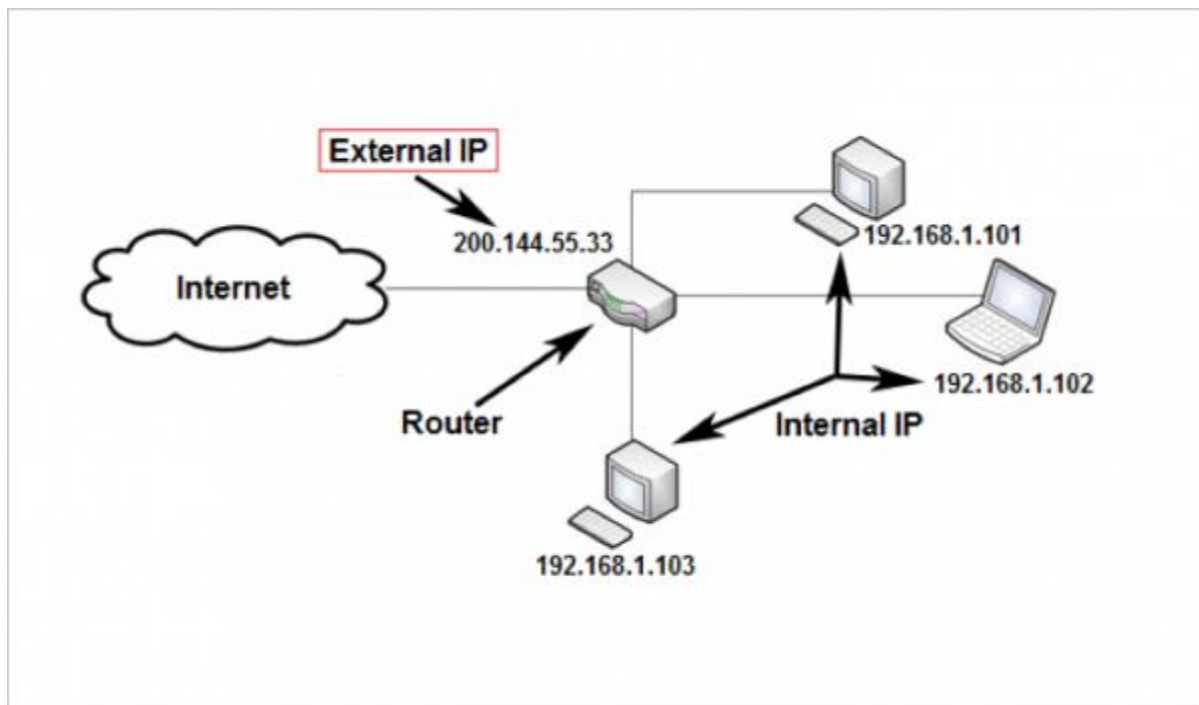 External IP
200.144.55.33
192.168.1.101
Internet
192.168.1.102
Router
Internal IP
192.168.1.103